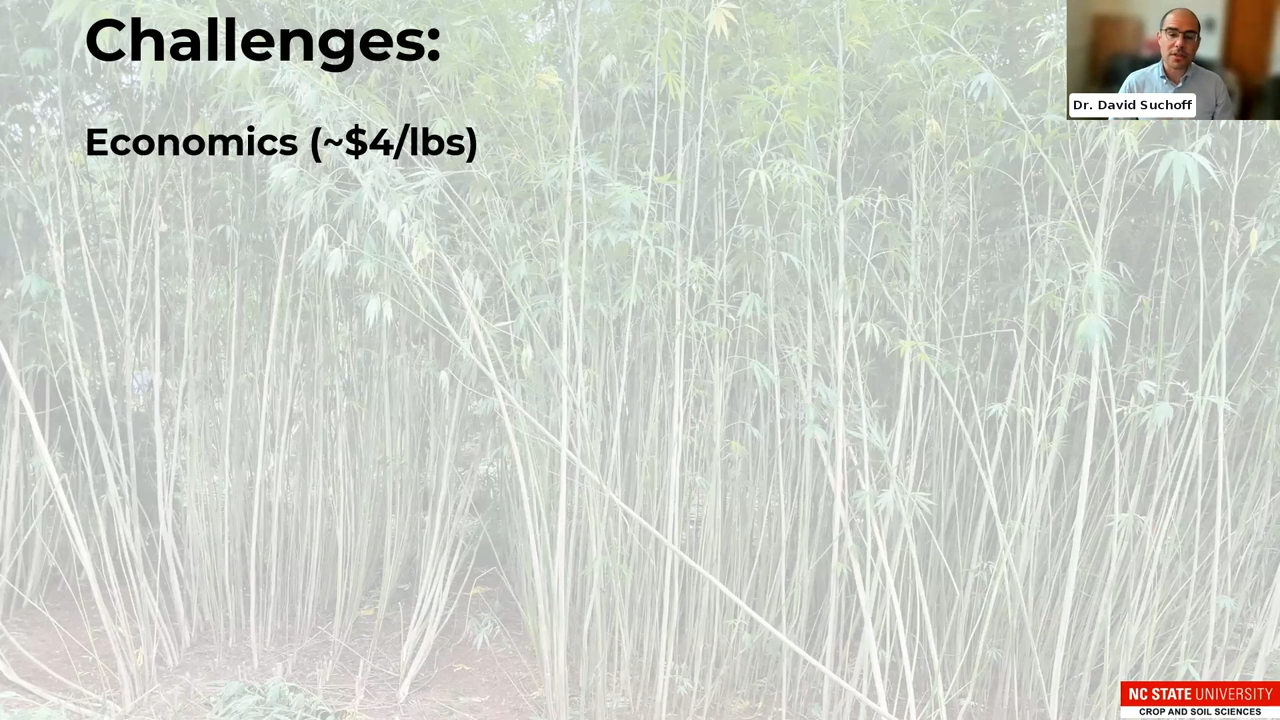 Challenges:
Economics (~$4/lbs)
Dr. David Suchoff
NC STATE UNIVERSITY
CROP AND SOIL SCIENCES